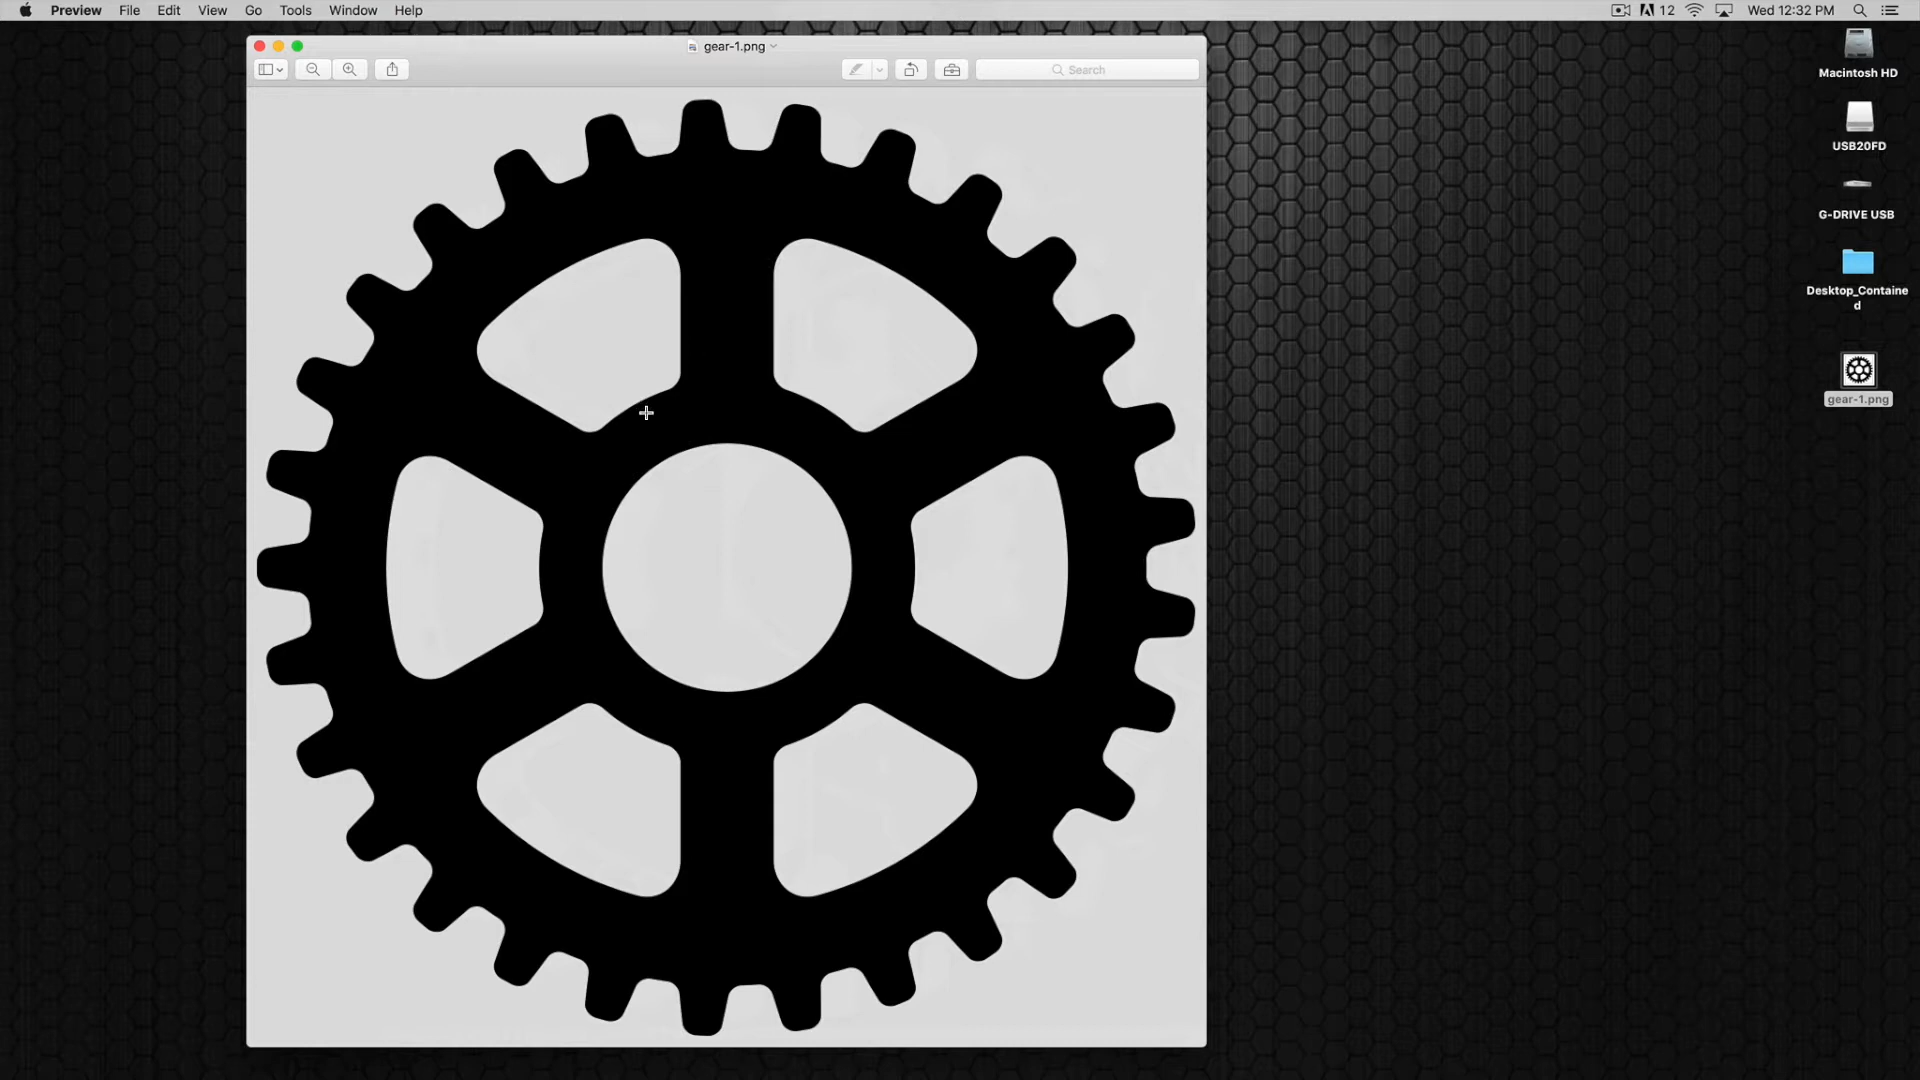 Preview File Edit View Go Tools Window Help
12 Wed 12:32 PM
gear-1.png
Search
Macintosh HD
USB20FD
G-DRIVE USB
Desktop_Containe
d
gear-1.png